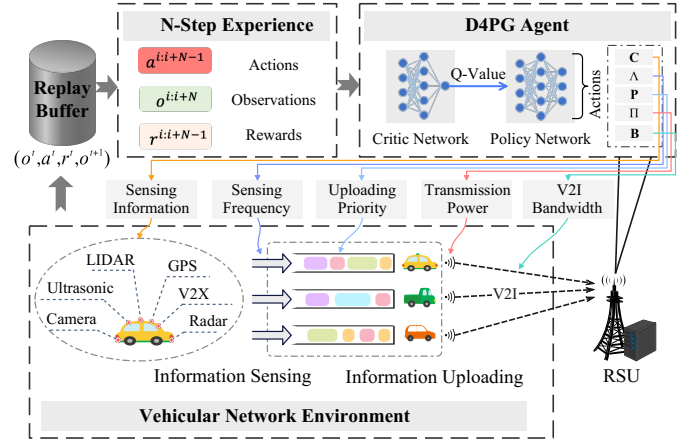 N-Step Experience
D4PG Agent
Replay
Buffer
a^{i:i+N−1}
Actions
o^{i:i+N}
Observations
r^{i:i+N−1}
Rewards
Q-Value
Critic Network
Policy Network
Actions
C
Λ
P
Π
B
(o^t,a^t,r^t,o^{t+1})
Sensing
Information
Sensing
Frequency
Uploading
Priority
Transmission
Power
V2I
Bandwidth
LIDAR
GPS
Ultrasonic
V2X
Camera
Radar
V2I
Information Sensing
Information Uploading
RSU
Vehicular Network Environment